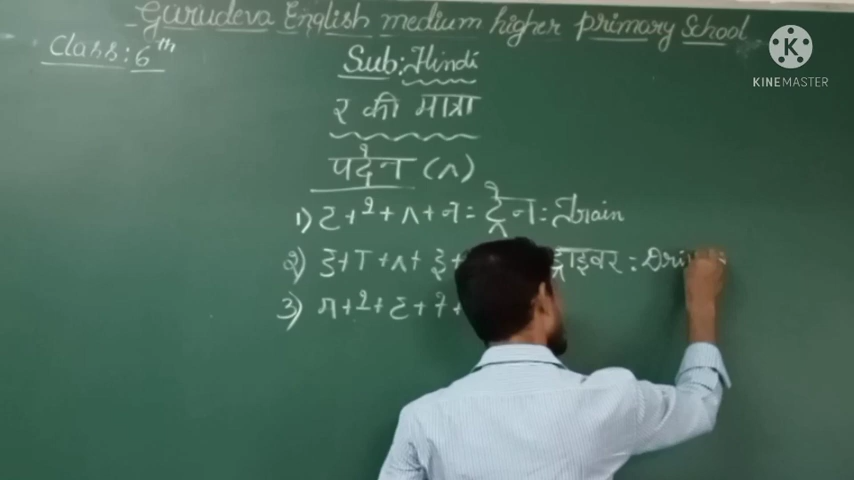 Gurudeva English medium higher primary School
Class: 6th
Sub: Hindi
र की मात्रा
पदेन (^)
1) ट + े + ^ + न = ट्रेन = Train
2) ड + ा + ^ + इ + ड्राइवर = Dri
3)
K
KINEMASTER